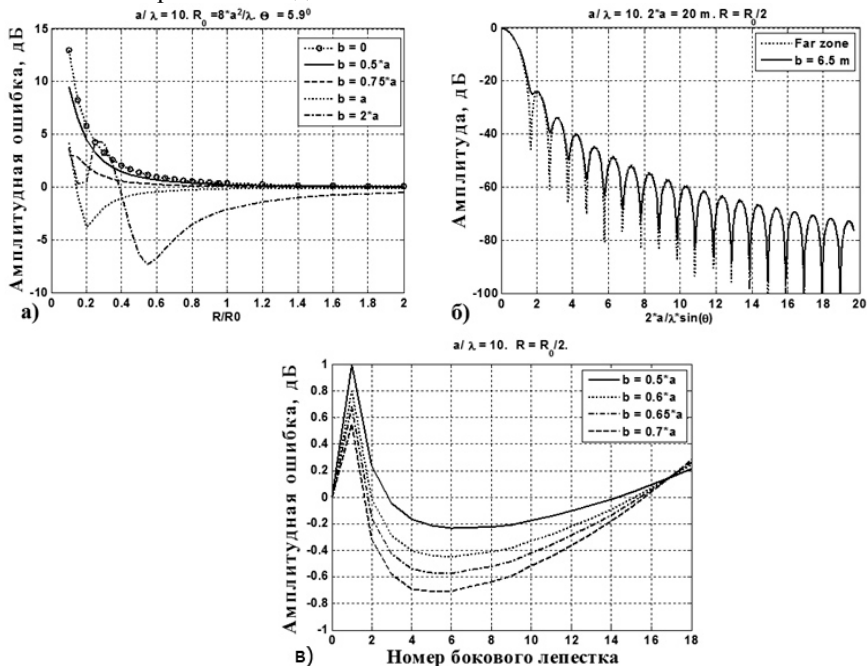 a/ λ = 10. R0 =8*a²/λ. Θ = 5.9⁰
Амплитудная ошибка, дБ
15
10
5
0
-5
-10
0
0.2
0.4
0.6
0.8
1
1.2
1.4
1.6
1.8
2
R/R0
b = 0
b = 0.5*a
b = 0.75*a
b = a
b = 2*a
а)
a/ λ = 10. 2*a = 20 m. R = R0/2
Амплитуда, дБ
0
-20
-40
-60
-80
-100
0
2
4
6
8
10
12
14
16
18
20
2*a/λ*sin(θ)
Far zone
b = 6.5 m
б)
a/ λ = 10. R = R0/2.
Амплитудная ошибка, дБ
1
0.8
0.6
0.4
0.2
0
-0.2
-0.4
-0.6
-0.8
-1
0
2
4
6
8
10
12
14
16
18
b = 0.5*a
b = 0.6*a
b = 0.65*a
b = 0.7*a
в)
Номер бокового лепестка